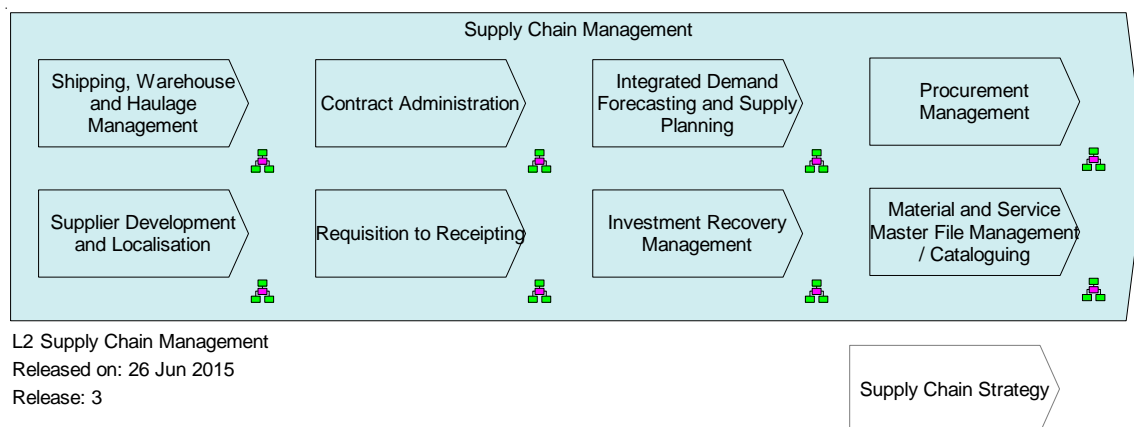 Supply Chain Management
Shipping, Warehouse
and Haulage
Management
Contract Administration
Integrated Demand
Forecasting and Supply
Planning
Procurement
Management
Supplier Development
and Localisation
Requisition to Receipting
Investment Recovery
Management
Material and Service
Master File Management
/ Cataloguing
L2 Supply Chain Management
Released on: 26 Jun 2015
Release: 3
Supply Chain Strategy